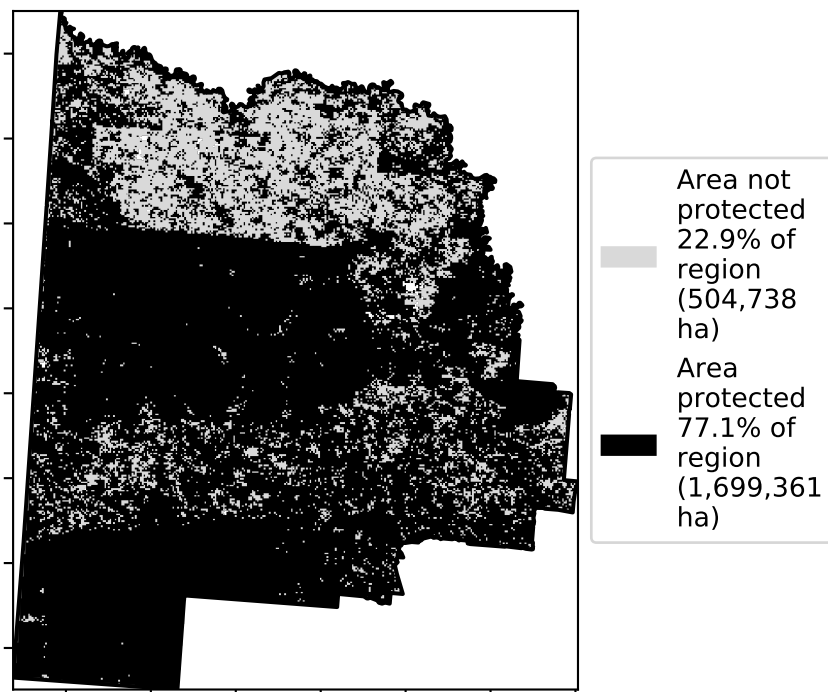 Area not
protected
22.9% of
region
(504,738
ha)
Area
protected
77.1% of
region
(1,699,361
ha)